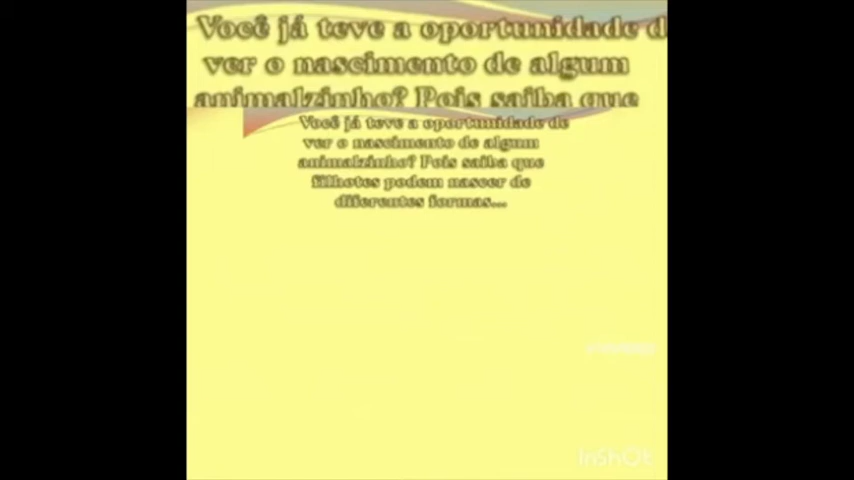 Você já teve a oportunidade d
ver o nascimento de algum
animalzinho? Pois saiba que
Você já teve a oportunidade de
ver o nascimento de algum
animalzinho? Pois saiba que
filhotes podem nascer de
diferentes formas...
InShOt